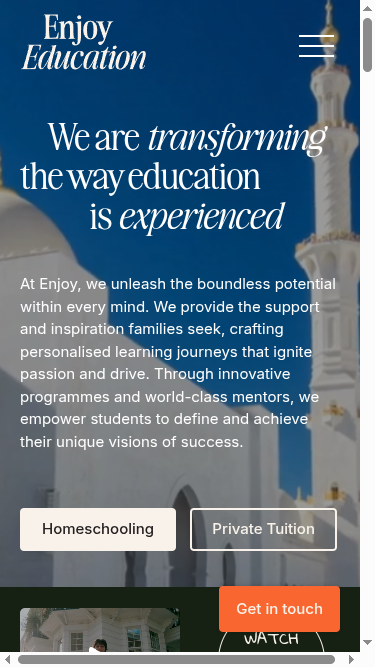 Enjoy
Education
We are transforming
the way education
is experienced
At Enjoy, we unleash the boundless potential
within every mind. We provide the support
and inspiration families seek, crafting
personalised learning journeys that ignite
passion and drive. Through innovative
programmes and world-class mentors, we
empower students to define and achieve
their unique visions of success.
Homeschooling
Private Tuition
Get in touch
WATCH